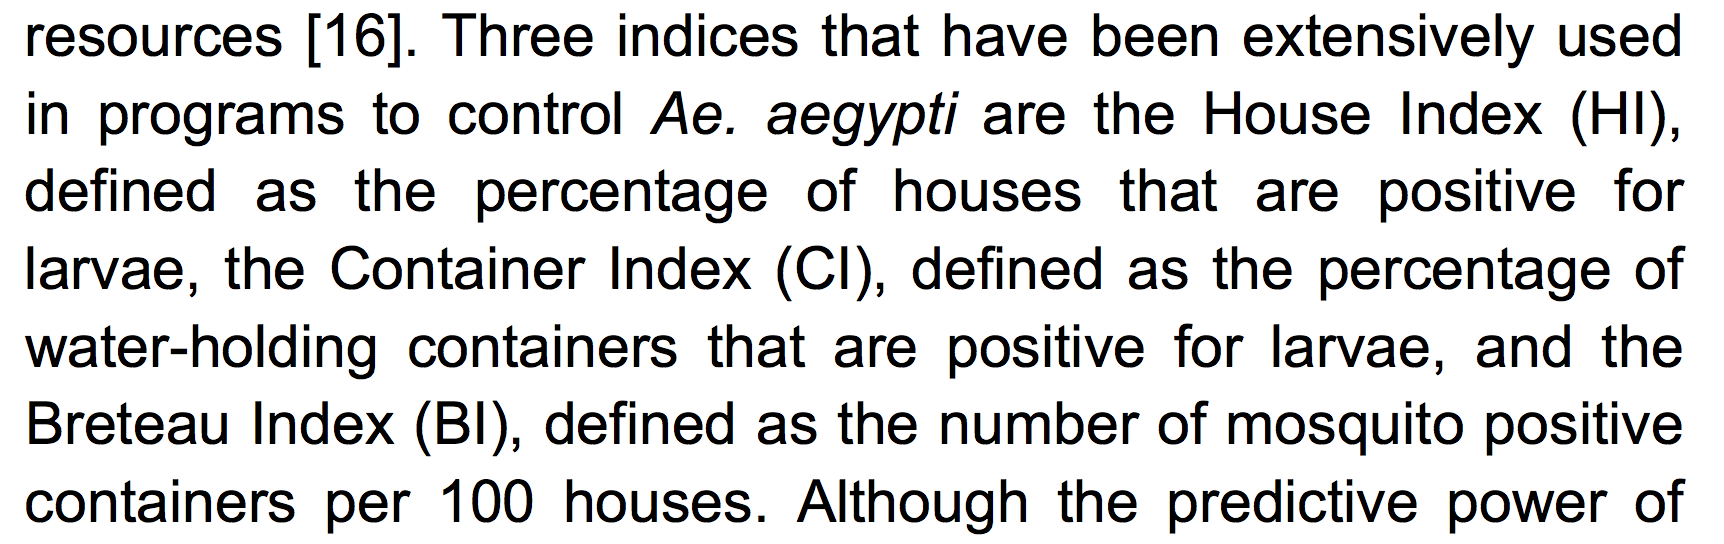 resources [16]. Three indices that have been extensively used
in programs to control Ae. aegypti are the House Index (HI),
defined as the percentage of houses that are positive for
larvae, the Container Index (CI), defined as the percentage of
water-holding containers that are positive for larvae, and the
Breteau Index (BI), defined as the number of mosquito positive
containers per 100 houses. Although the predictive power of